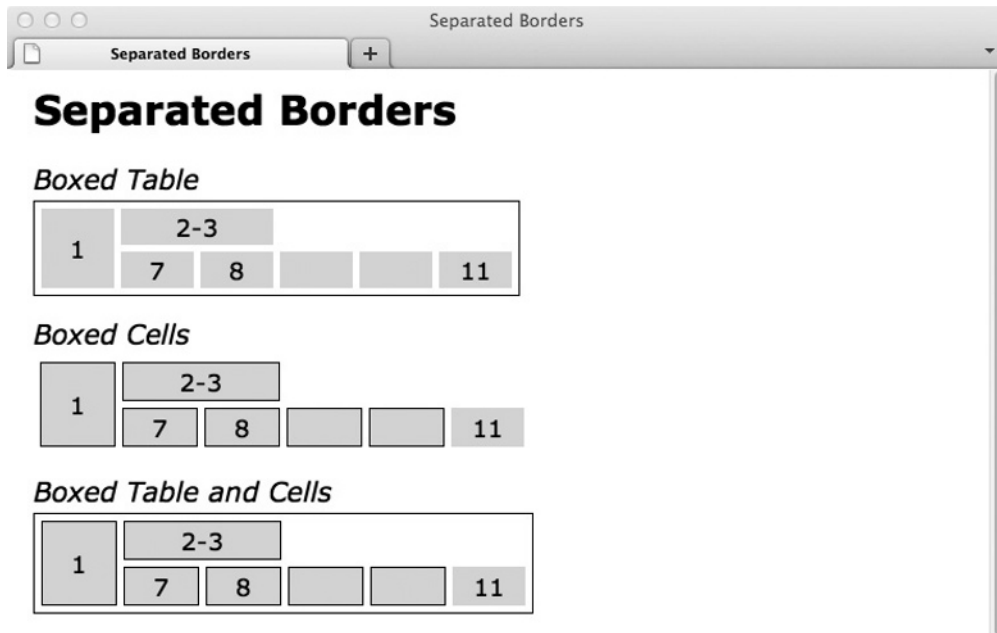 Separated Borders
Separated Borders +
Separated Borders
Boxed Table
1 2-3
7 8 11
Boxed Cells
1 2-3
7 8 11
Boxed Table and Cells
1 2-3
7 8 11